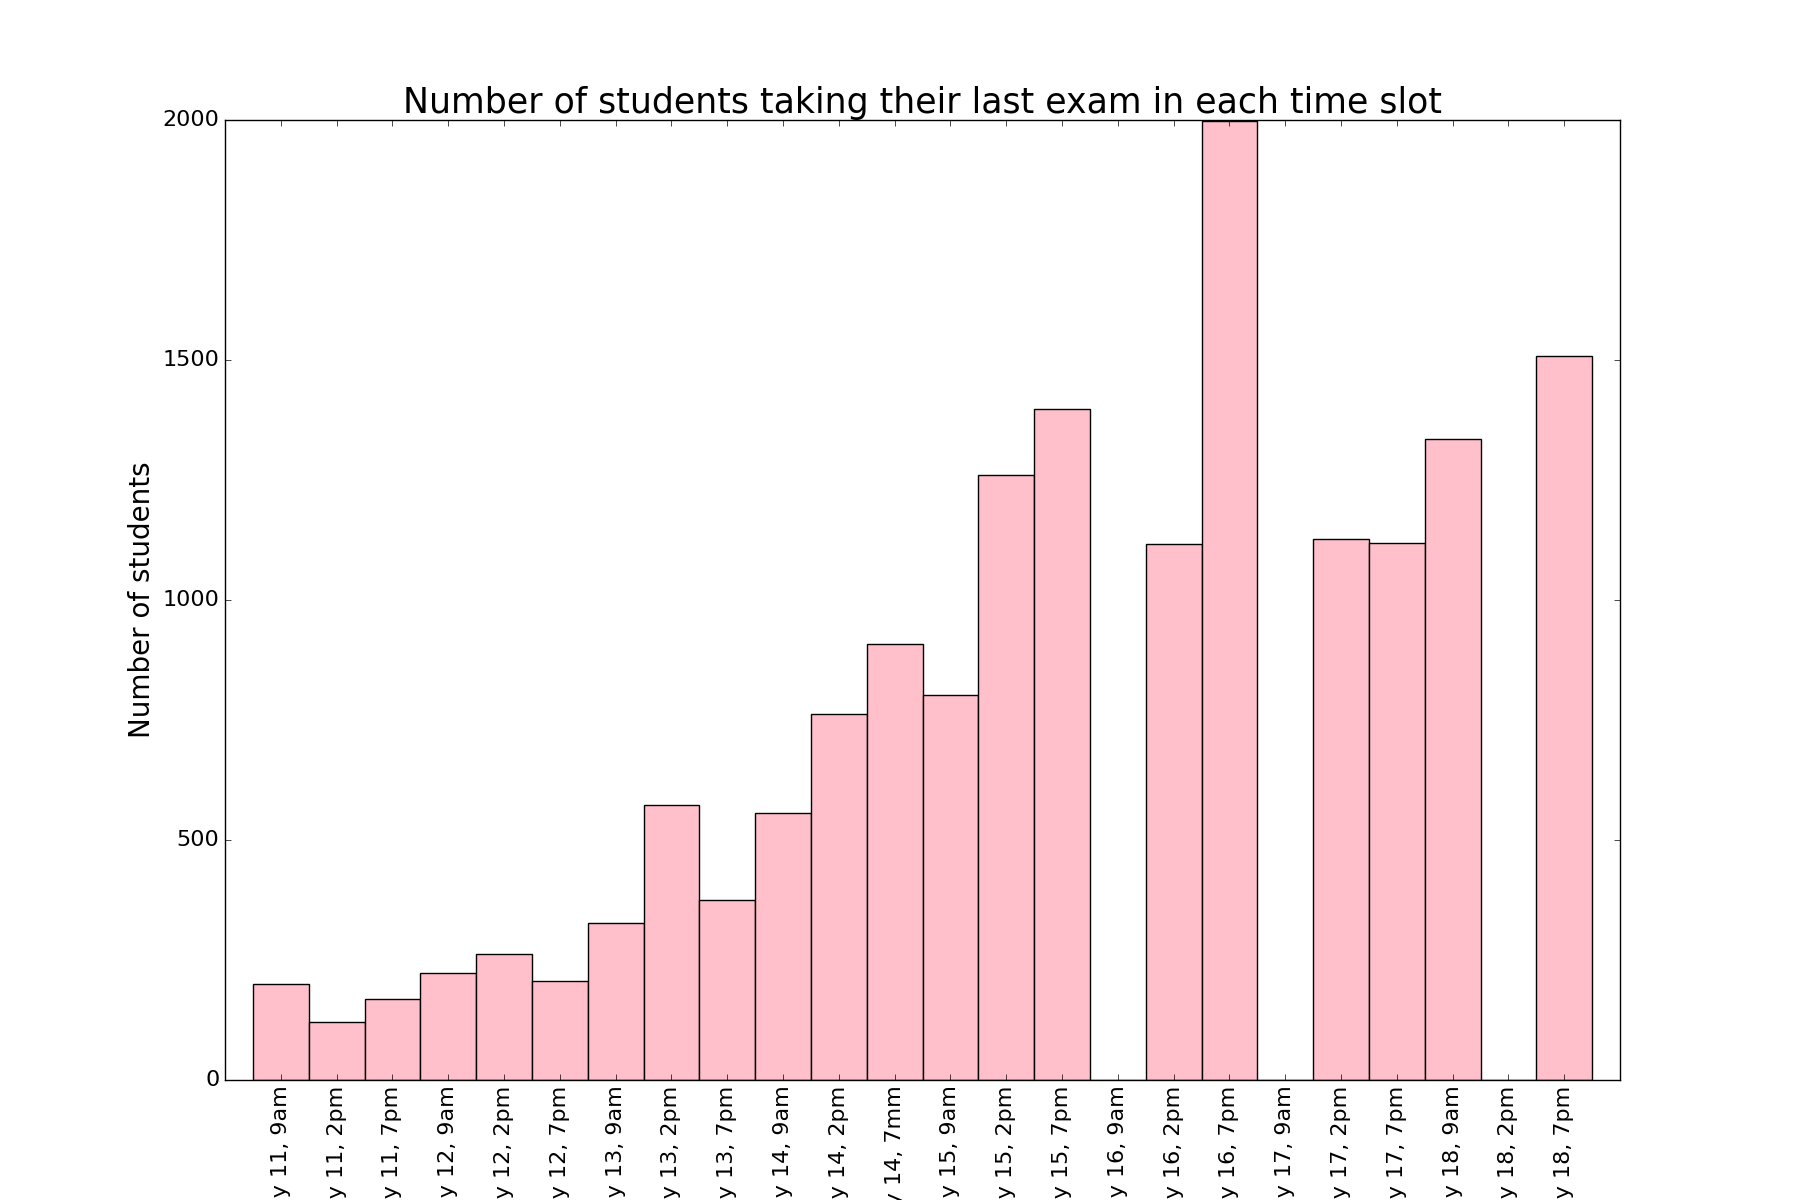 Number of students taking their last exam in each time slot
Number of students
2000
1500
1000
500
0
y 11, 9am
y 11, 2pm
y 11, 7pm
y 12, 9am
y 12, 2pm
y 12, 7pm
y 13, 9am
y 13, 2pm
y 13, 7pm
y 14, 9am
y 14, 2pm
y 14, 7mm
y 15, 9am
y 15, 2pm
y 15, 7pm
y 16, 9am
y 16, 2pm
y 16, 7pm
y 17, 9am
y 17, 2pm
y 17, 7pm
y 18, 9am
y 18, 2pm
y 18, 7pm